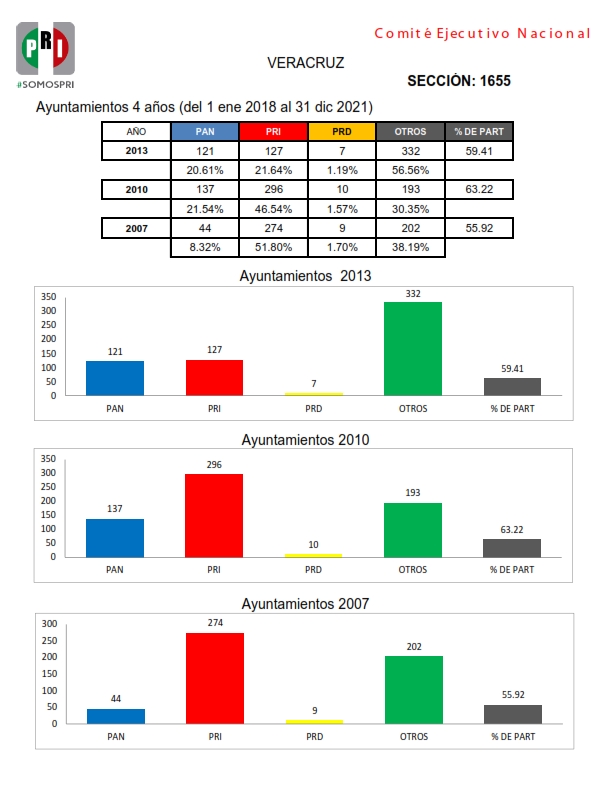 Comité Ejecutivo Nacional
PRI
#SOMOSPRI
VERACRUZ
SECCIÓN: 1655
Ayuntamientos 4 años (del 1 ene 2018 al 31 dic 2021)
AÑO PAN PRI PRD OTROS % DE PART
2013 121 127 7 332 59.41
20.61% 21.64% 1.19% 56.56%
2010 137 296 10 193 63.22
21.54% 46.54% 1.57% 30.35%
2007 44 274 9 202 55.92
8.32% 51.80% 1.70% 38.19%
Ayuntamientos 2013
350
300
250
200
150
100
50
0
121 127 7 332 59.41
PAN PRI PRD OTROS % DE PART
Ayuntamientos 2010
350
300
250
200
150
100
50
0
137 296 10 193 63.22
PAN PRI PRD OTROS % DE PART
Ayuntamientos 2007
300
250
200
150
100
50
0
44 274 9 202 55.92
PAN PRI PRD OTROS % DE PART